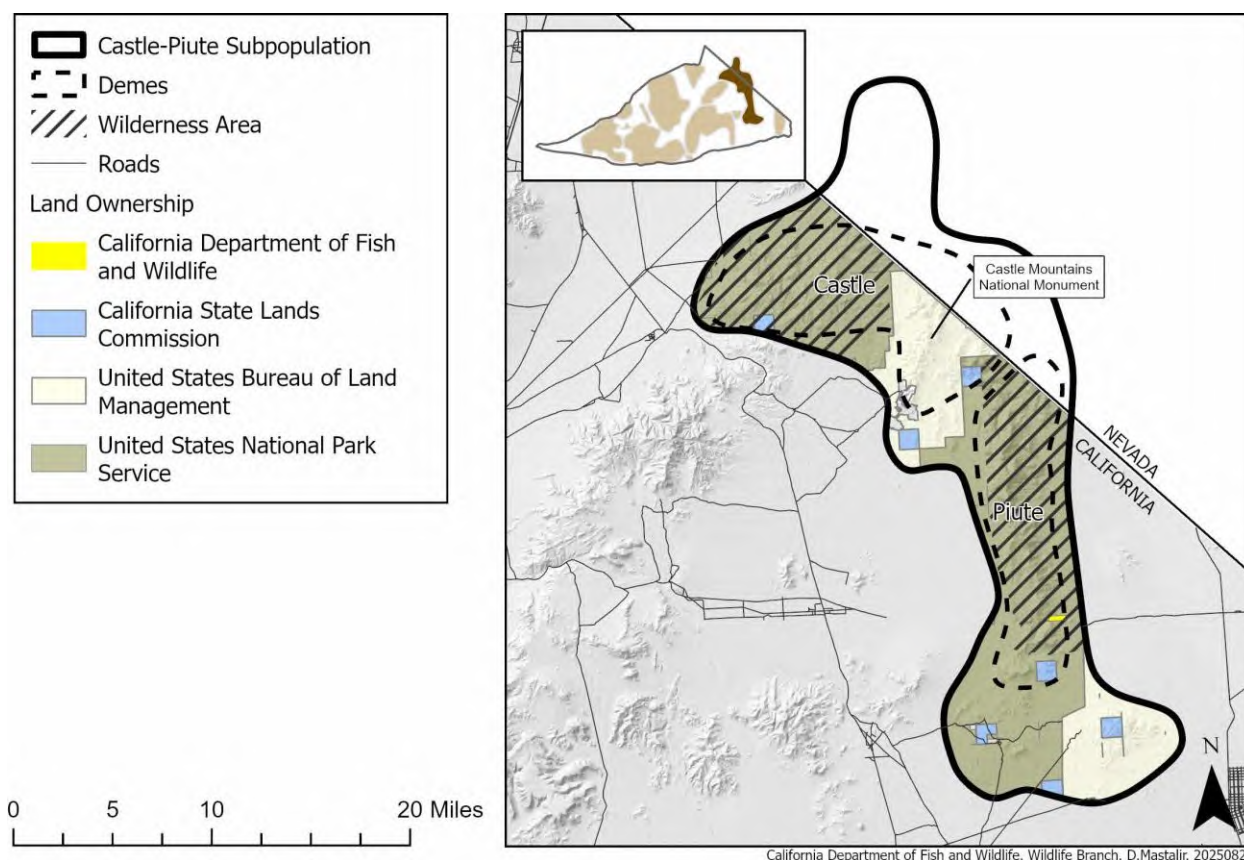 Castle-Piute Subpopulation
Demes
Wilderness Area
Roads
Land Ownership
California Department of Fish
and Wildlife
California State Lands
Commission
United States Bureau of Land
Management
United States National Park
Service
0 5 10 20 Miles
Castle
Castle Mountains
National Monument
NEVADA
CALIFORNIA
Piute
N
California Department of Fish and Wildlife, Wildlife Branch, D.Mastalir, 202508